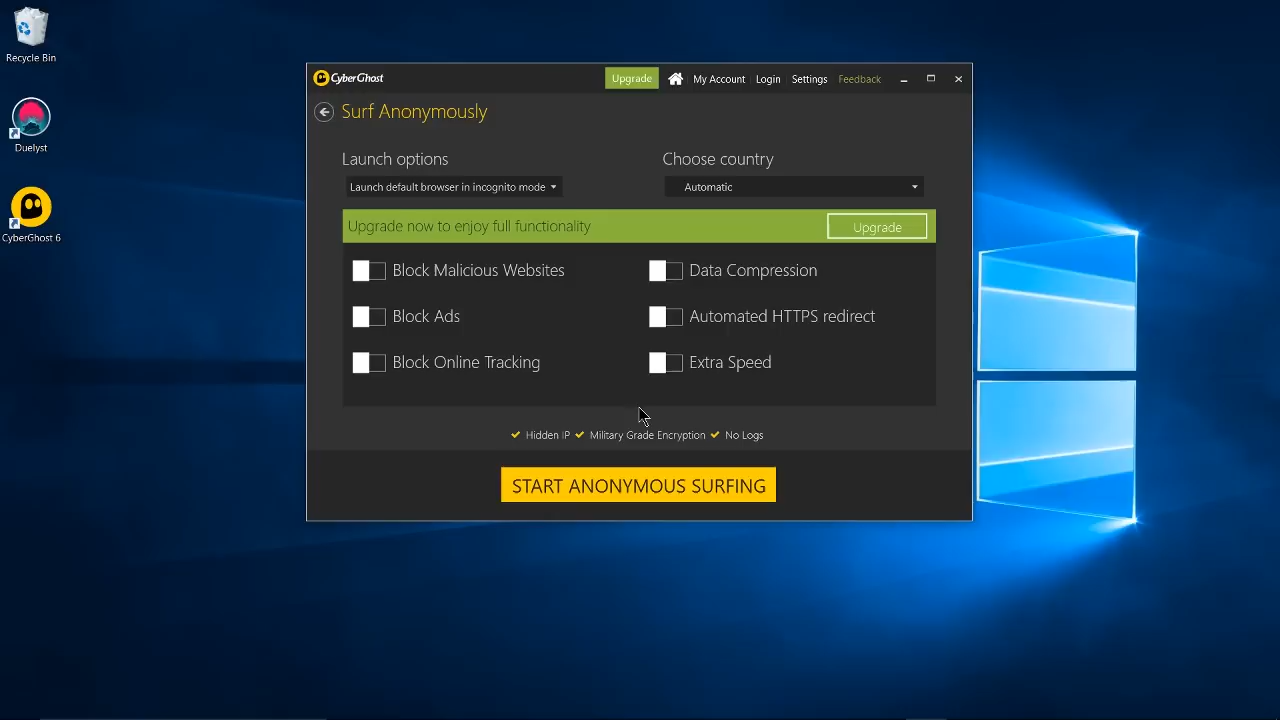 Recycle Bin
Duelyst
CyberGhost 6
CyberGhost
Upgrade
My Account
Login
Settings
Feedback
Surf Anonymously
Launch options
Choose country
Launch default browser in incognito mode
Automatic
Upgrade now to enjoy full functionality
Upgrade
Block Malicious Websites
Data Compression
Block Ads
Automated HTTPS redirect
Block Online Tracking
Extra Speed
Hidden IP
Military Grade Encryption
No Logs
START ANONYMOUS SURFING